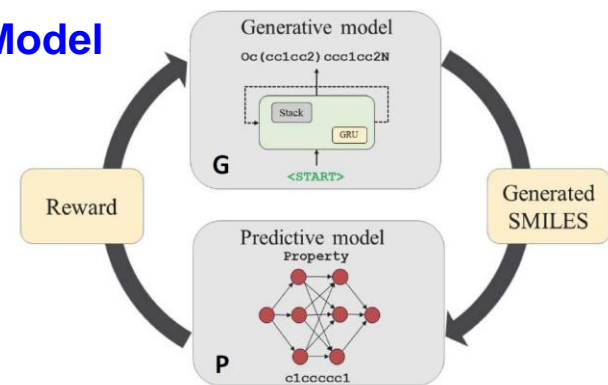 Model
Generative model
Oc(cc1cc2)ccc1cc2N
Stack
GRU
G
<START>
Reward
Generated
SMILES
Predictive model
Property
P
c1ccccc1